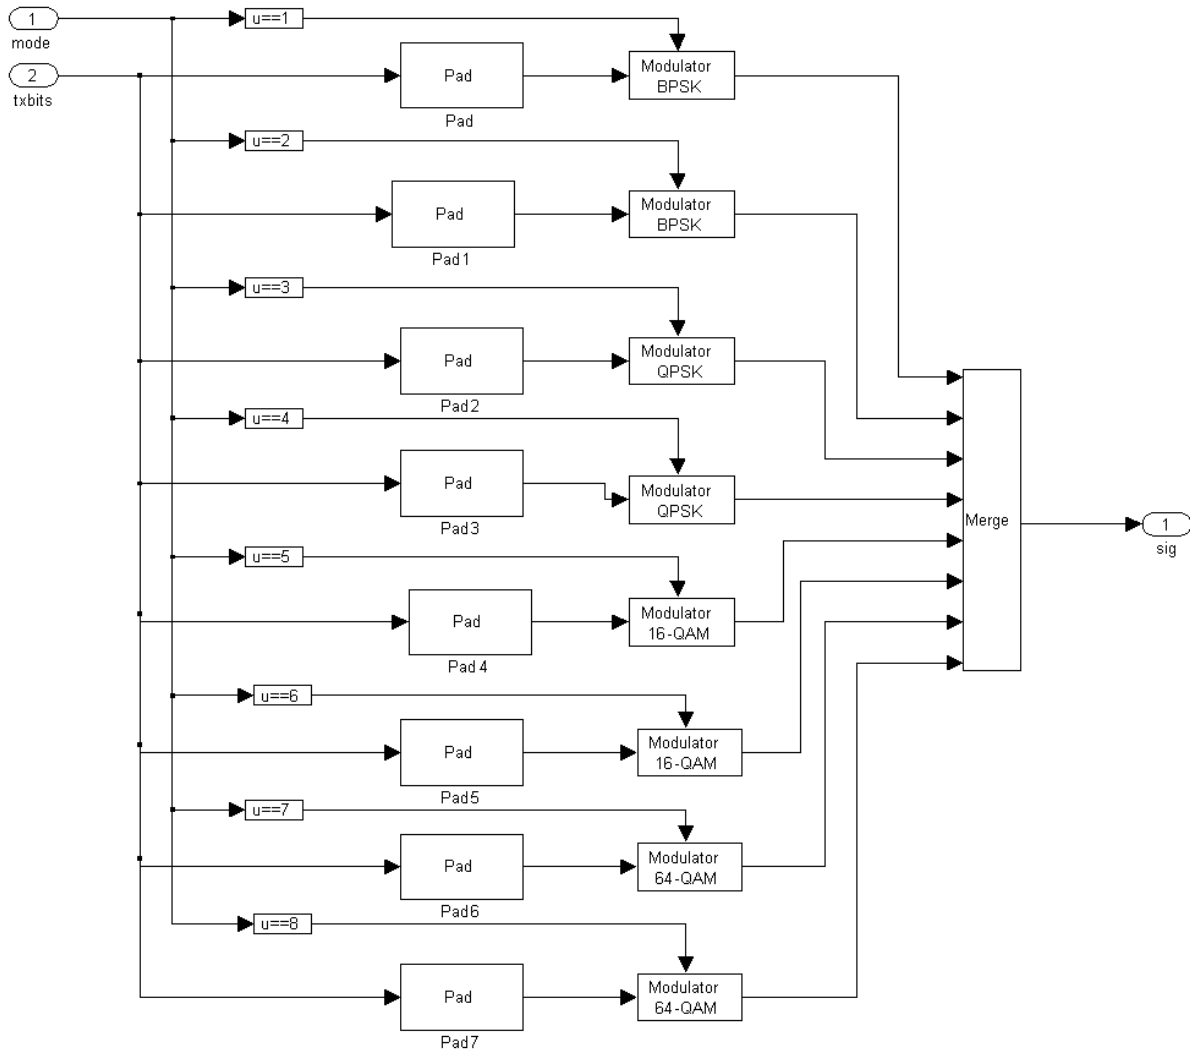 1
u==1
mode
Modulator
BPSK
2
Pad
txbits
Pad
u==2
Modulator
BPSK
Pad
Pad1
u==3
Modulator
QPSK
Pad
Pad2
u==4
Modulator
QPSK
Pad
Pad3
Merge
1
sig
u==5
Modulator
16-QAM
Pad
Pad 4
u==6
Modulator
16-QAM
Pad
Pad5
u==7
Modulator
64-QAM
Pad
Pad6
u==8
Modulator
64-QAM
Pad
Pad7